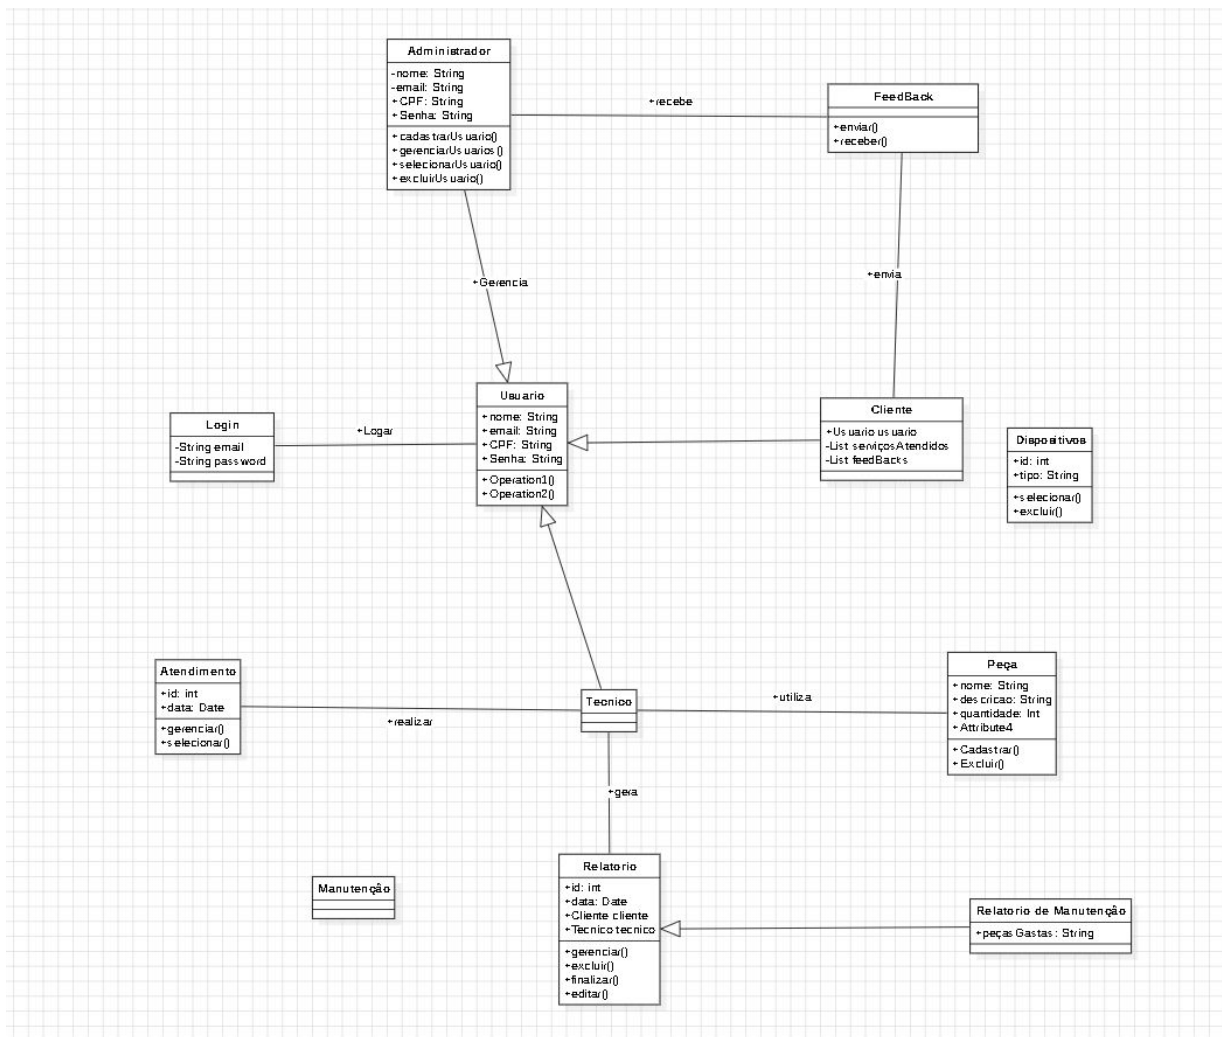 Administrador
-nome: String
-email: String
+CPF: String
+Senha: String
+cadastrarUsuario()
+gerenciarUsuarios()
+selecionarUsuario()
+excluirUsuario()
+recebe
FeedBack
+enviar()
+receber()
+Gerencia
+envia
Login
-String email
-String password
+Logar
Usuario
+nome: String
+email: String
+CPF: String
+Senha: String
+Operation1()
+Operation2()
Cliente
+Usuario usuario
-List serviçosAtendidos
-List feedBacks
Dispositivos
+id: int
+tipo: String
+selecionar()
+excluir()
Atendimento
+id: int
+data: Date
+gerenciar()
+selecionar()
+realizar
Tecnico
+utiliza
Peça
+nome: String
+descricao: String
+quantidade: Int
+Attribute4
+Cadastrar()
+Excluir()
+gera
Manutenção
Relatorio
+id: int
+data: Date
+Cliente cliente
+Tecnico tecnico
+gerenciar()
+excluir()
+finalizar()
+editar()
Relatorio de Manutenção
+peçasGastas: String